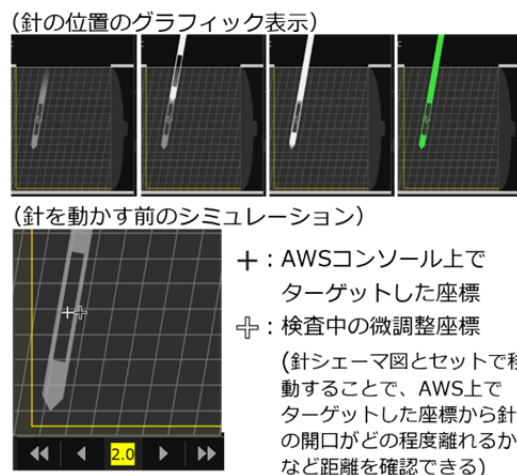 (針の位置のグラフィック表示)
(針を動かす前のシミュレーション)
＋：AWSコンソール上で
ターゲットした座標
：検査中の微調整座標
(針シェーマ図とセットで移
動することで、AWS上で
ターゲットした座標から針
の開口がどの程度離れるか
など距離を確認できる)
2.0